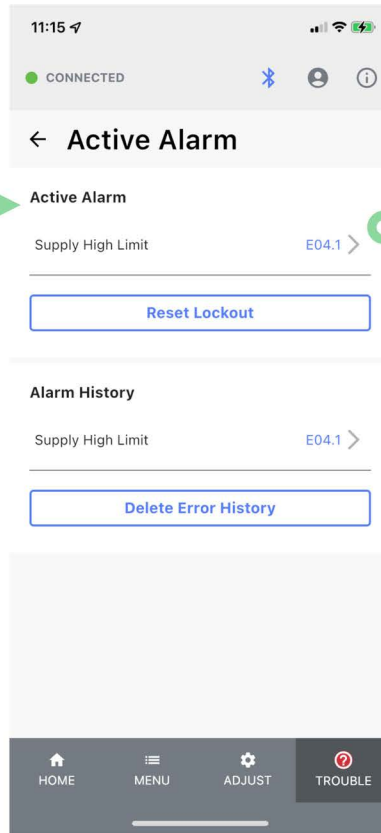 11:15
CONNECTED
Active Alarm
Active Alarm
Supply High Limit E04.1
Reset Lockout
Alarm History
Supply High Limit E04.1
Delete Error History
HOME MENU ADJUST TROUBLE